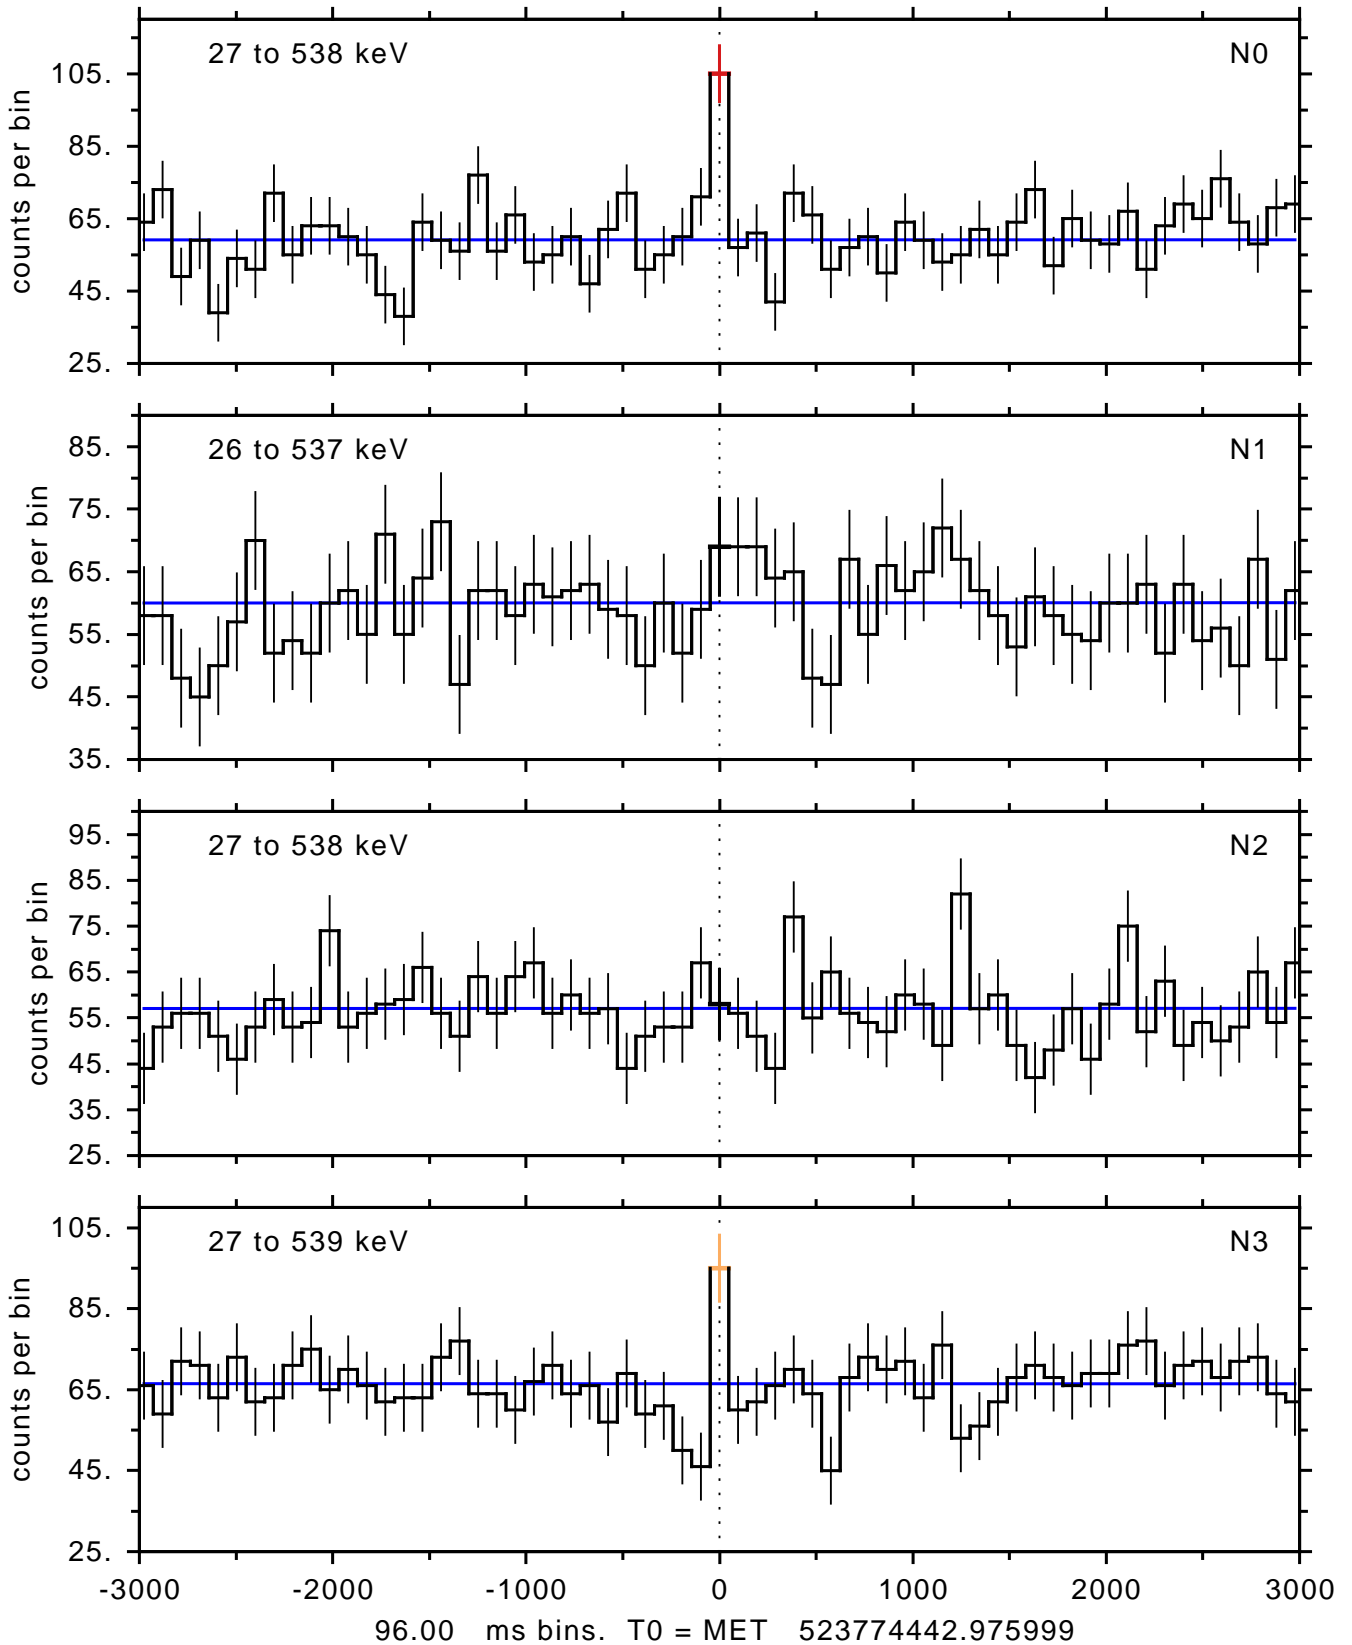 27 to 538 keV N0
105.
85.
65.
45.
25.
counts per bin
26 to 537 keV N1
85.
75.
65.
55.
45.
35.
counts per bin
27 to 538 keV N2
95.
85.
75.
65.
55.
45.
35.
25.
counts per bin
27 to 539 keV N3
105.
85.
65.
45.
25.
counts per bin
-3000 -2000 -1000 0 1000 2000 3000
96.00 ms bins. T0 = MET 523774442.975999